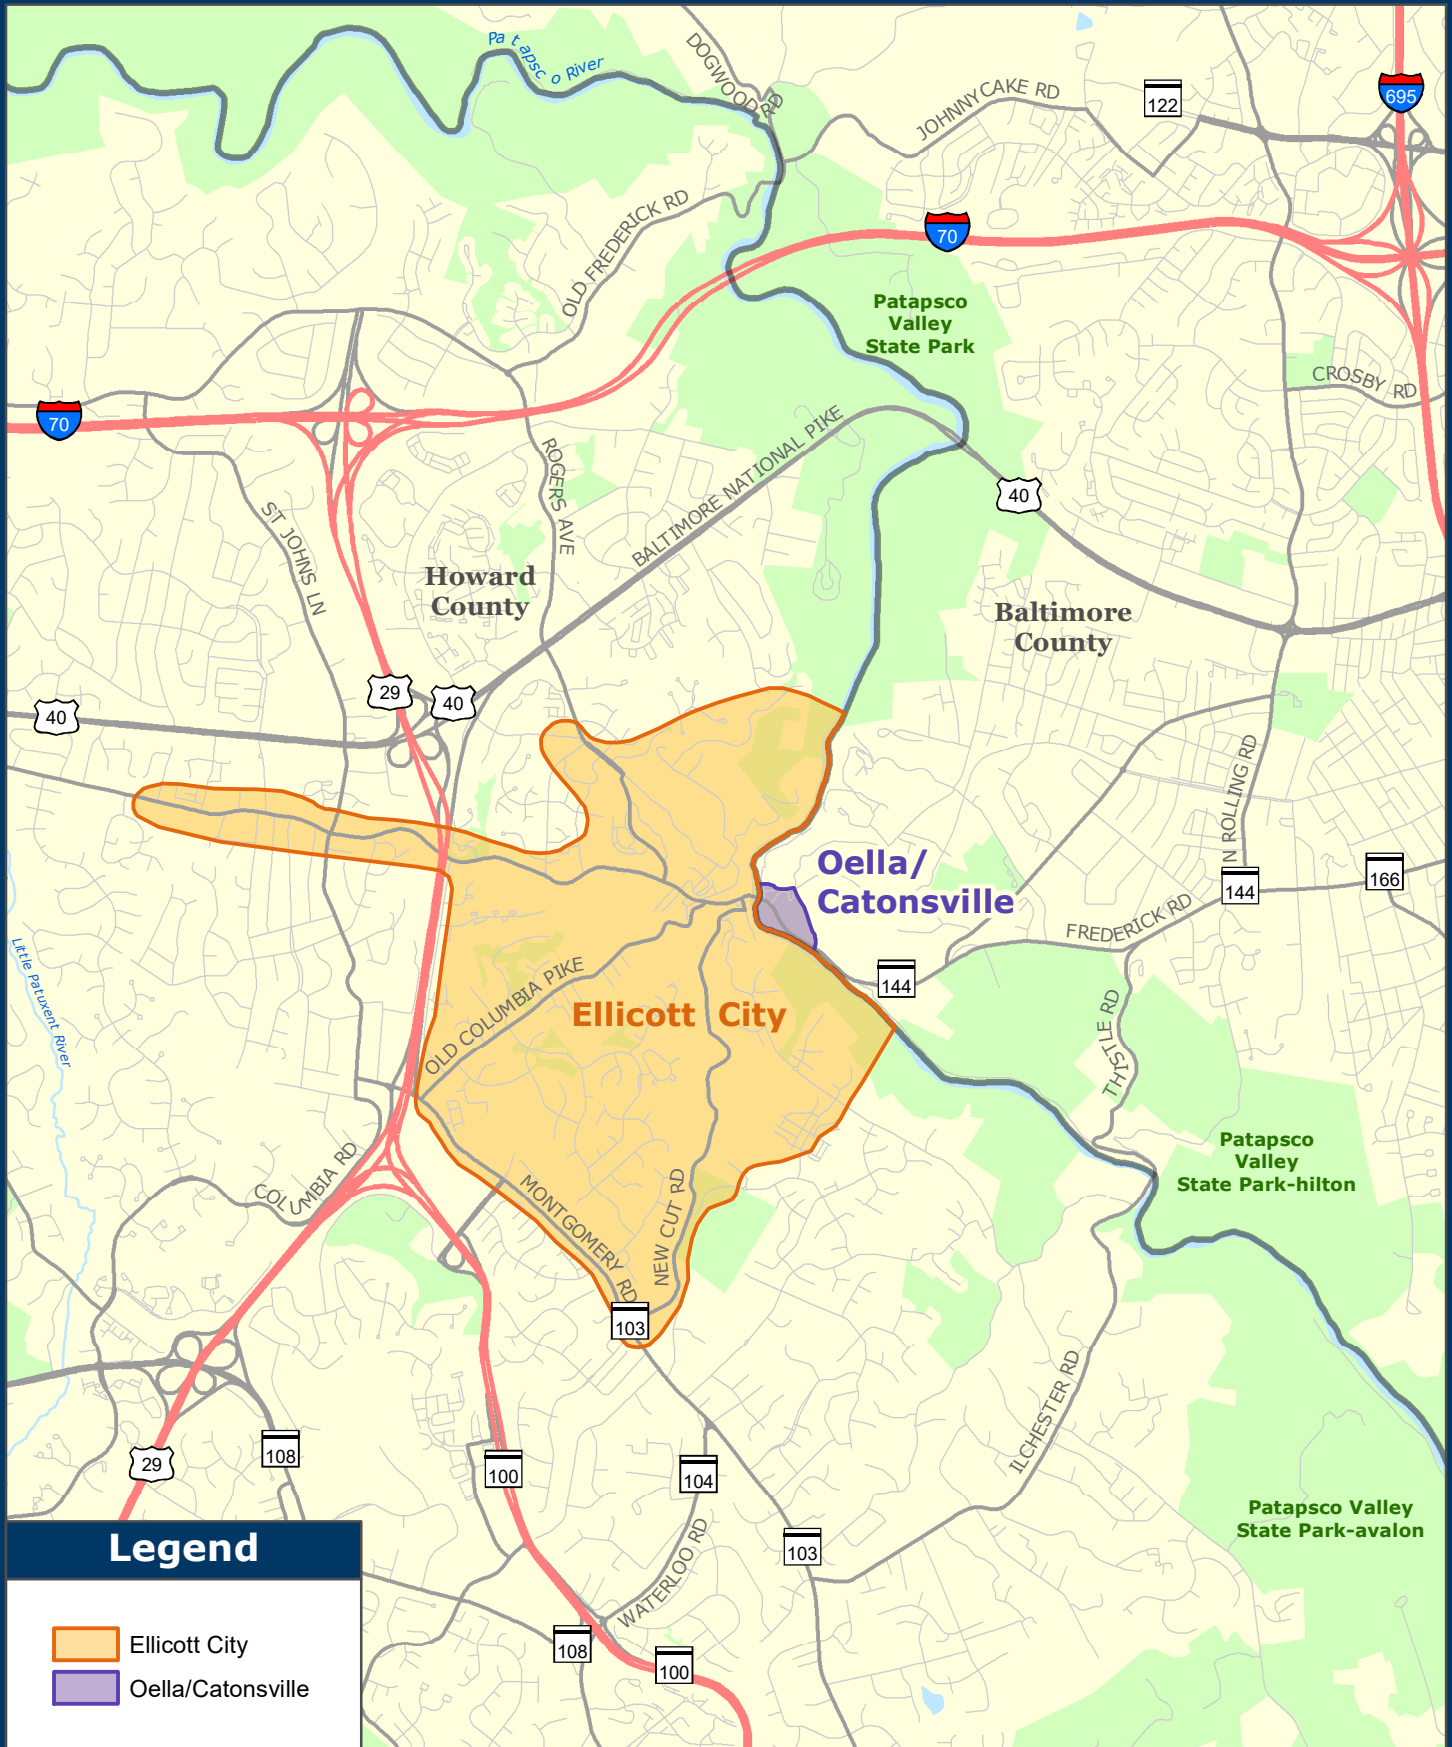 Patapsco River
DOGWOOD RD
JOHNNYCAKE RD
122
695
OLD FREDERICK RD
70
Patapsco
Valley
State Park
CROSBY RD
70
ROGERS AVE
BALTIMORE NATIONAL PIKE
40
ST JOHNS LN
Howard
County
Baltimore
County
29
40
40
N ROLLING RD
Oella/
Catonsville
144
166
FREDERICK RD
Little Patuxent River
OLD COLUMBIA PIKE
144
Ellicott City
THISTLE RD
COLUMBIA RD
Patapsco
Valley
State Park-hilton
MONTGOMERY RD
NEW CUT RD
103
ILCHESTER RD
29
108
100
104
Patapsco Valley
State Park-avalon
103
WATERLOO RD
108
100
Legend
Ellicott City
Oella/Catonsville